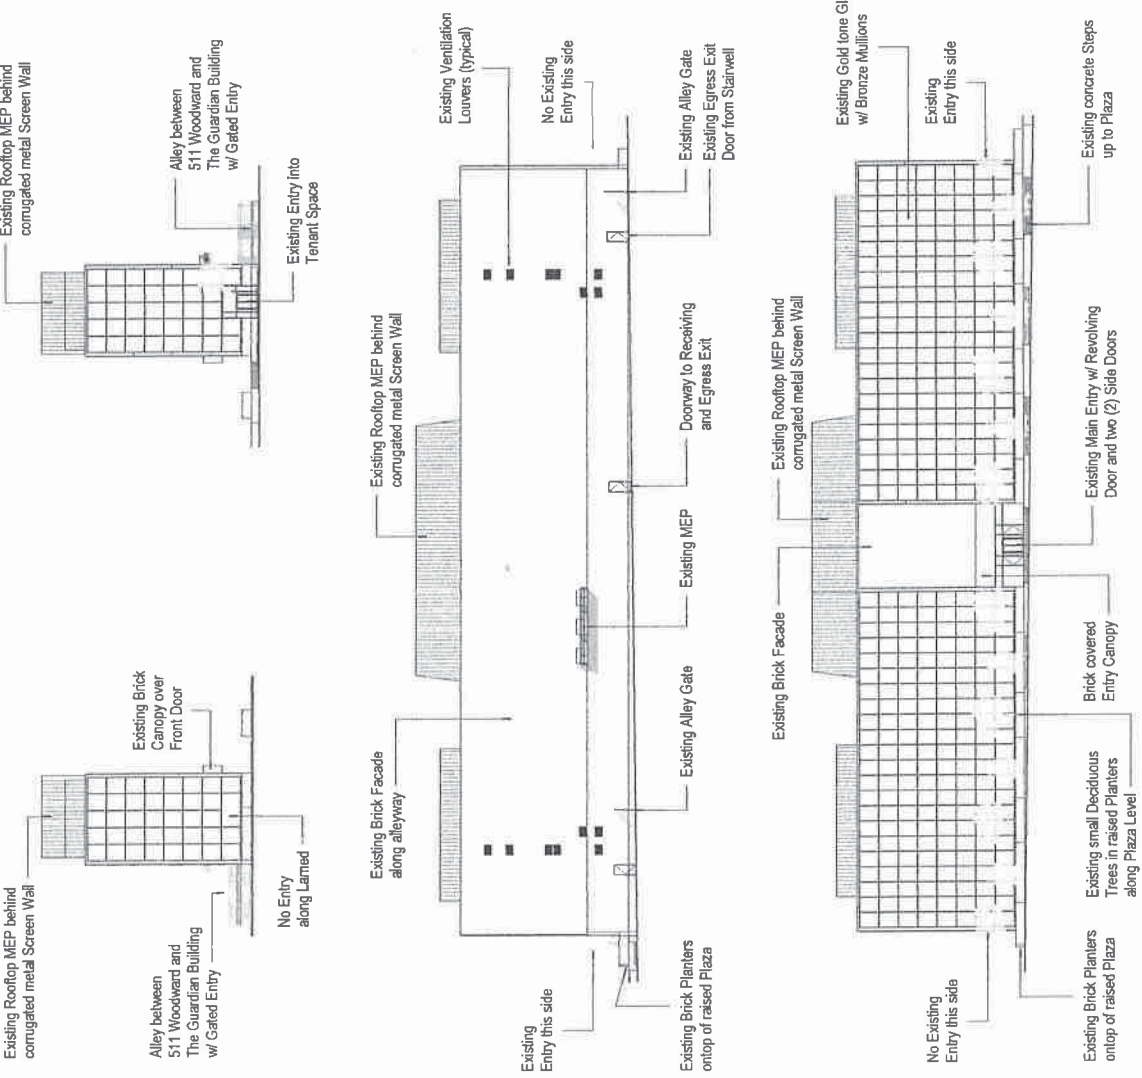 Existing Rooftop MEP behind
corrugated metal Screen Wall
Existing Brick
Canopy over
Front Door
Alley between
511 Woodward and
The Guardian Building
w/ Gated Entry
No Entry
along Larned
Existing Rooftop MEP behind
corrugated metal Screen Wall
Alley between
511 Woodward and
The Guardian Building
w/ Gated Entry
Existing Entry into
Tenant Space
Existing Brick Facade
along alleyway
Existing Rooftop MEP behind
corrugated metal Screen Wall
Existing Ventilation
Louvers (typical)
Existing
Entry this side
No Existing
Entry this side
Existing Brick Planters
ontop of raised Plaza
Existing Alley Gate
Existing MEP
Doorway to Receiving
and Egress Exit
Existing Alley Gate
Existing Egress Exit
Door from Stairwell
Existing Brick Facade
Existing Rooftop MEP behind
corrugated metal Screen Wall
Existing Gold tone Gl
w/ Bronze Mullions
No Existing
Entry this side
Existing
Entry this side
Existing Brick Planters
ontop of raised Plaza
Existing small Deciduous
Trees in raised Planters
along Plaza Level
Brick covered
Entry Canopy
Existing Main Entry w/ Revolving
Door and two (2) Side Doors
Existing concrete Steps
up to Plaza